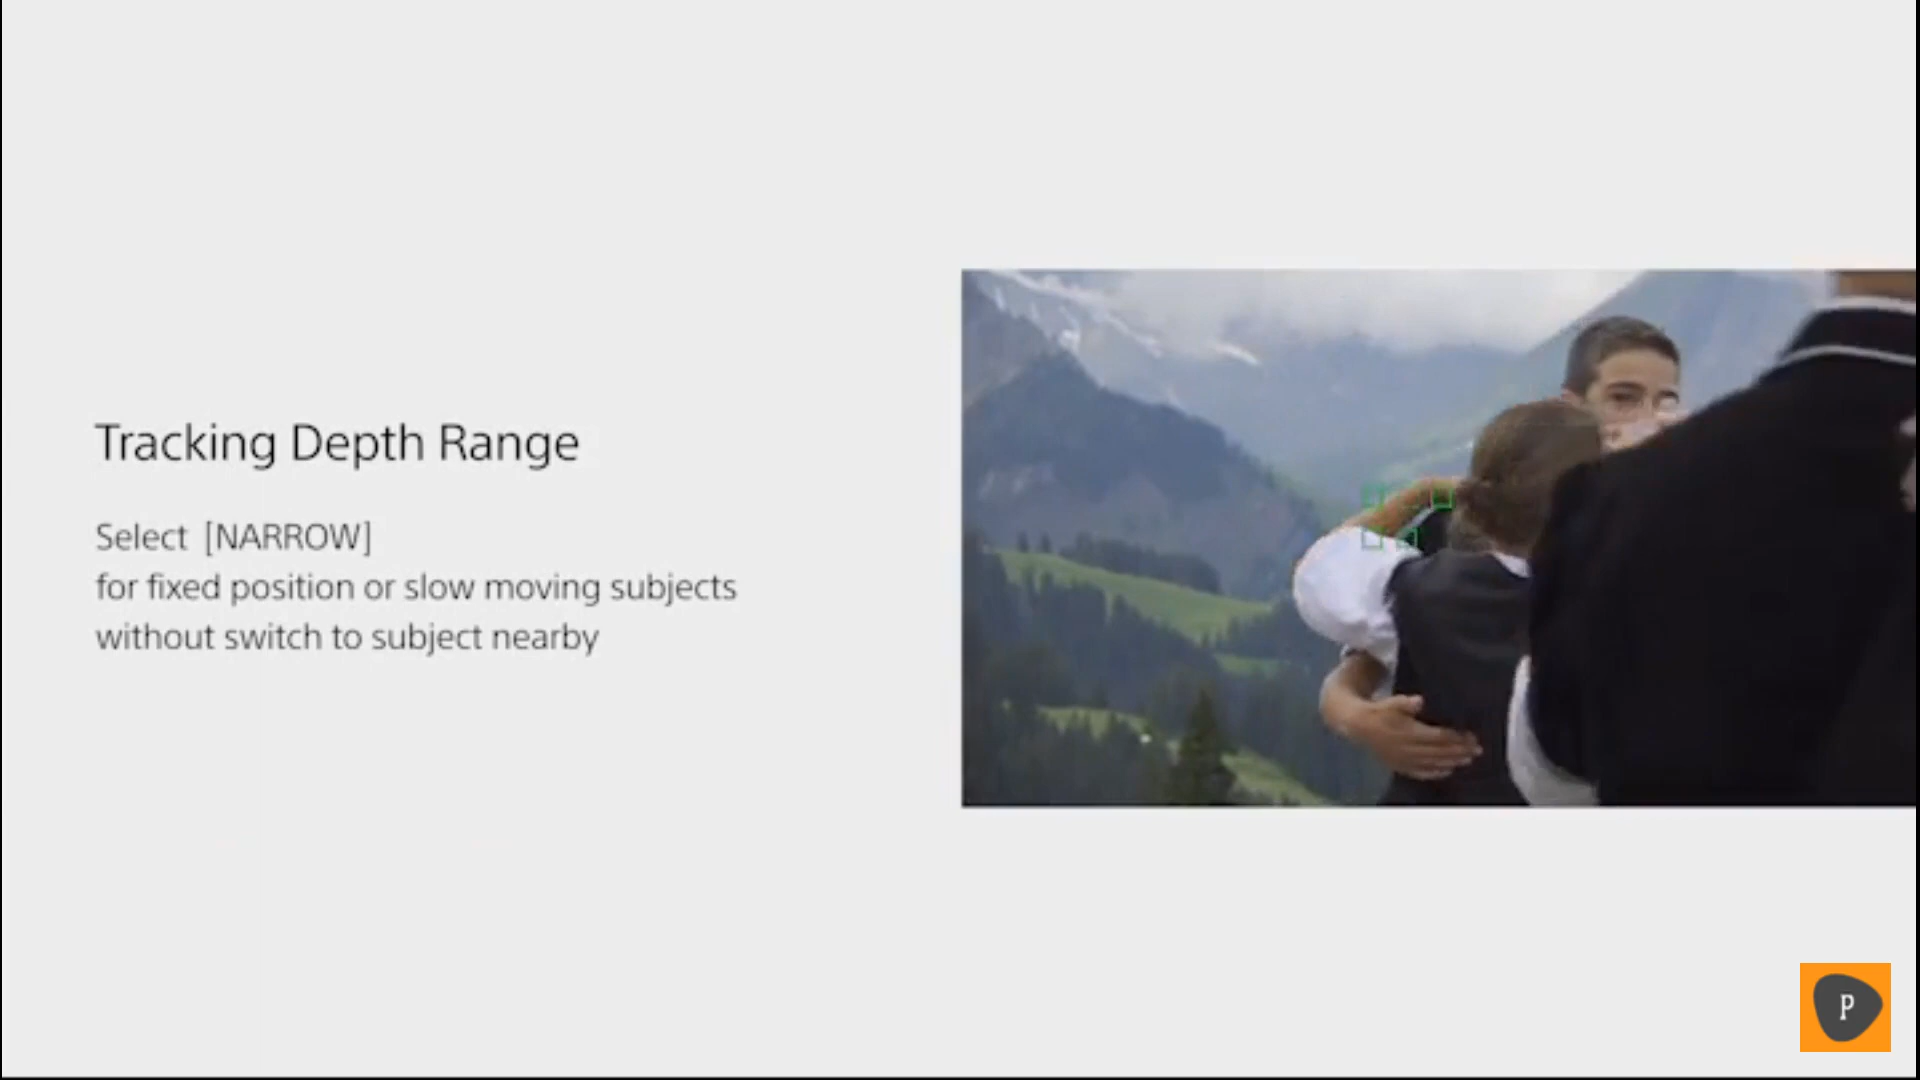 Tracking Depth Range
Select [NARROW]
for fixed position or slow moving subjects
without switch to subject nearby
P